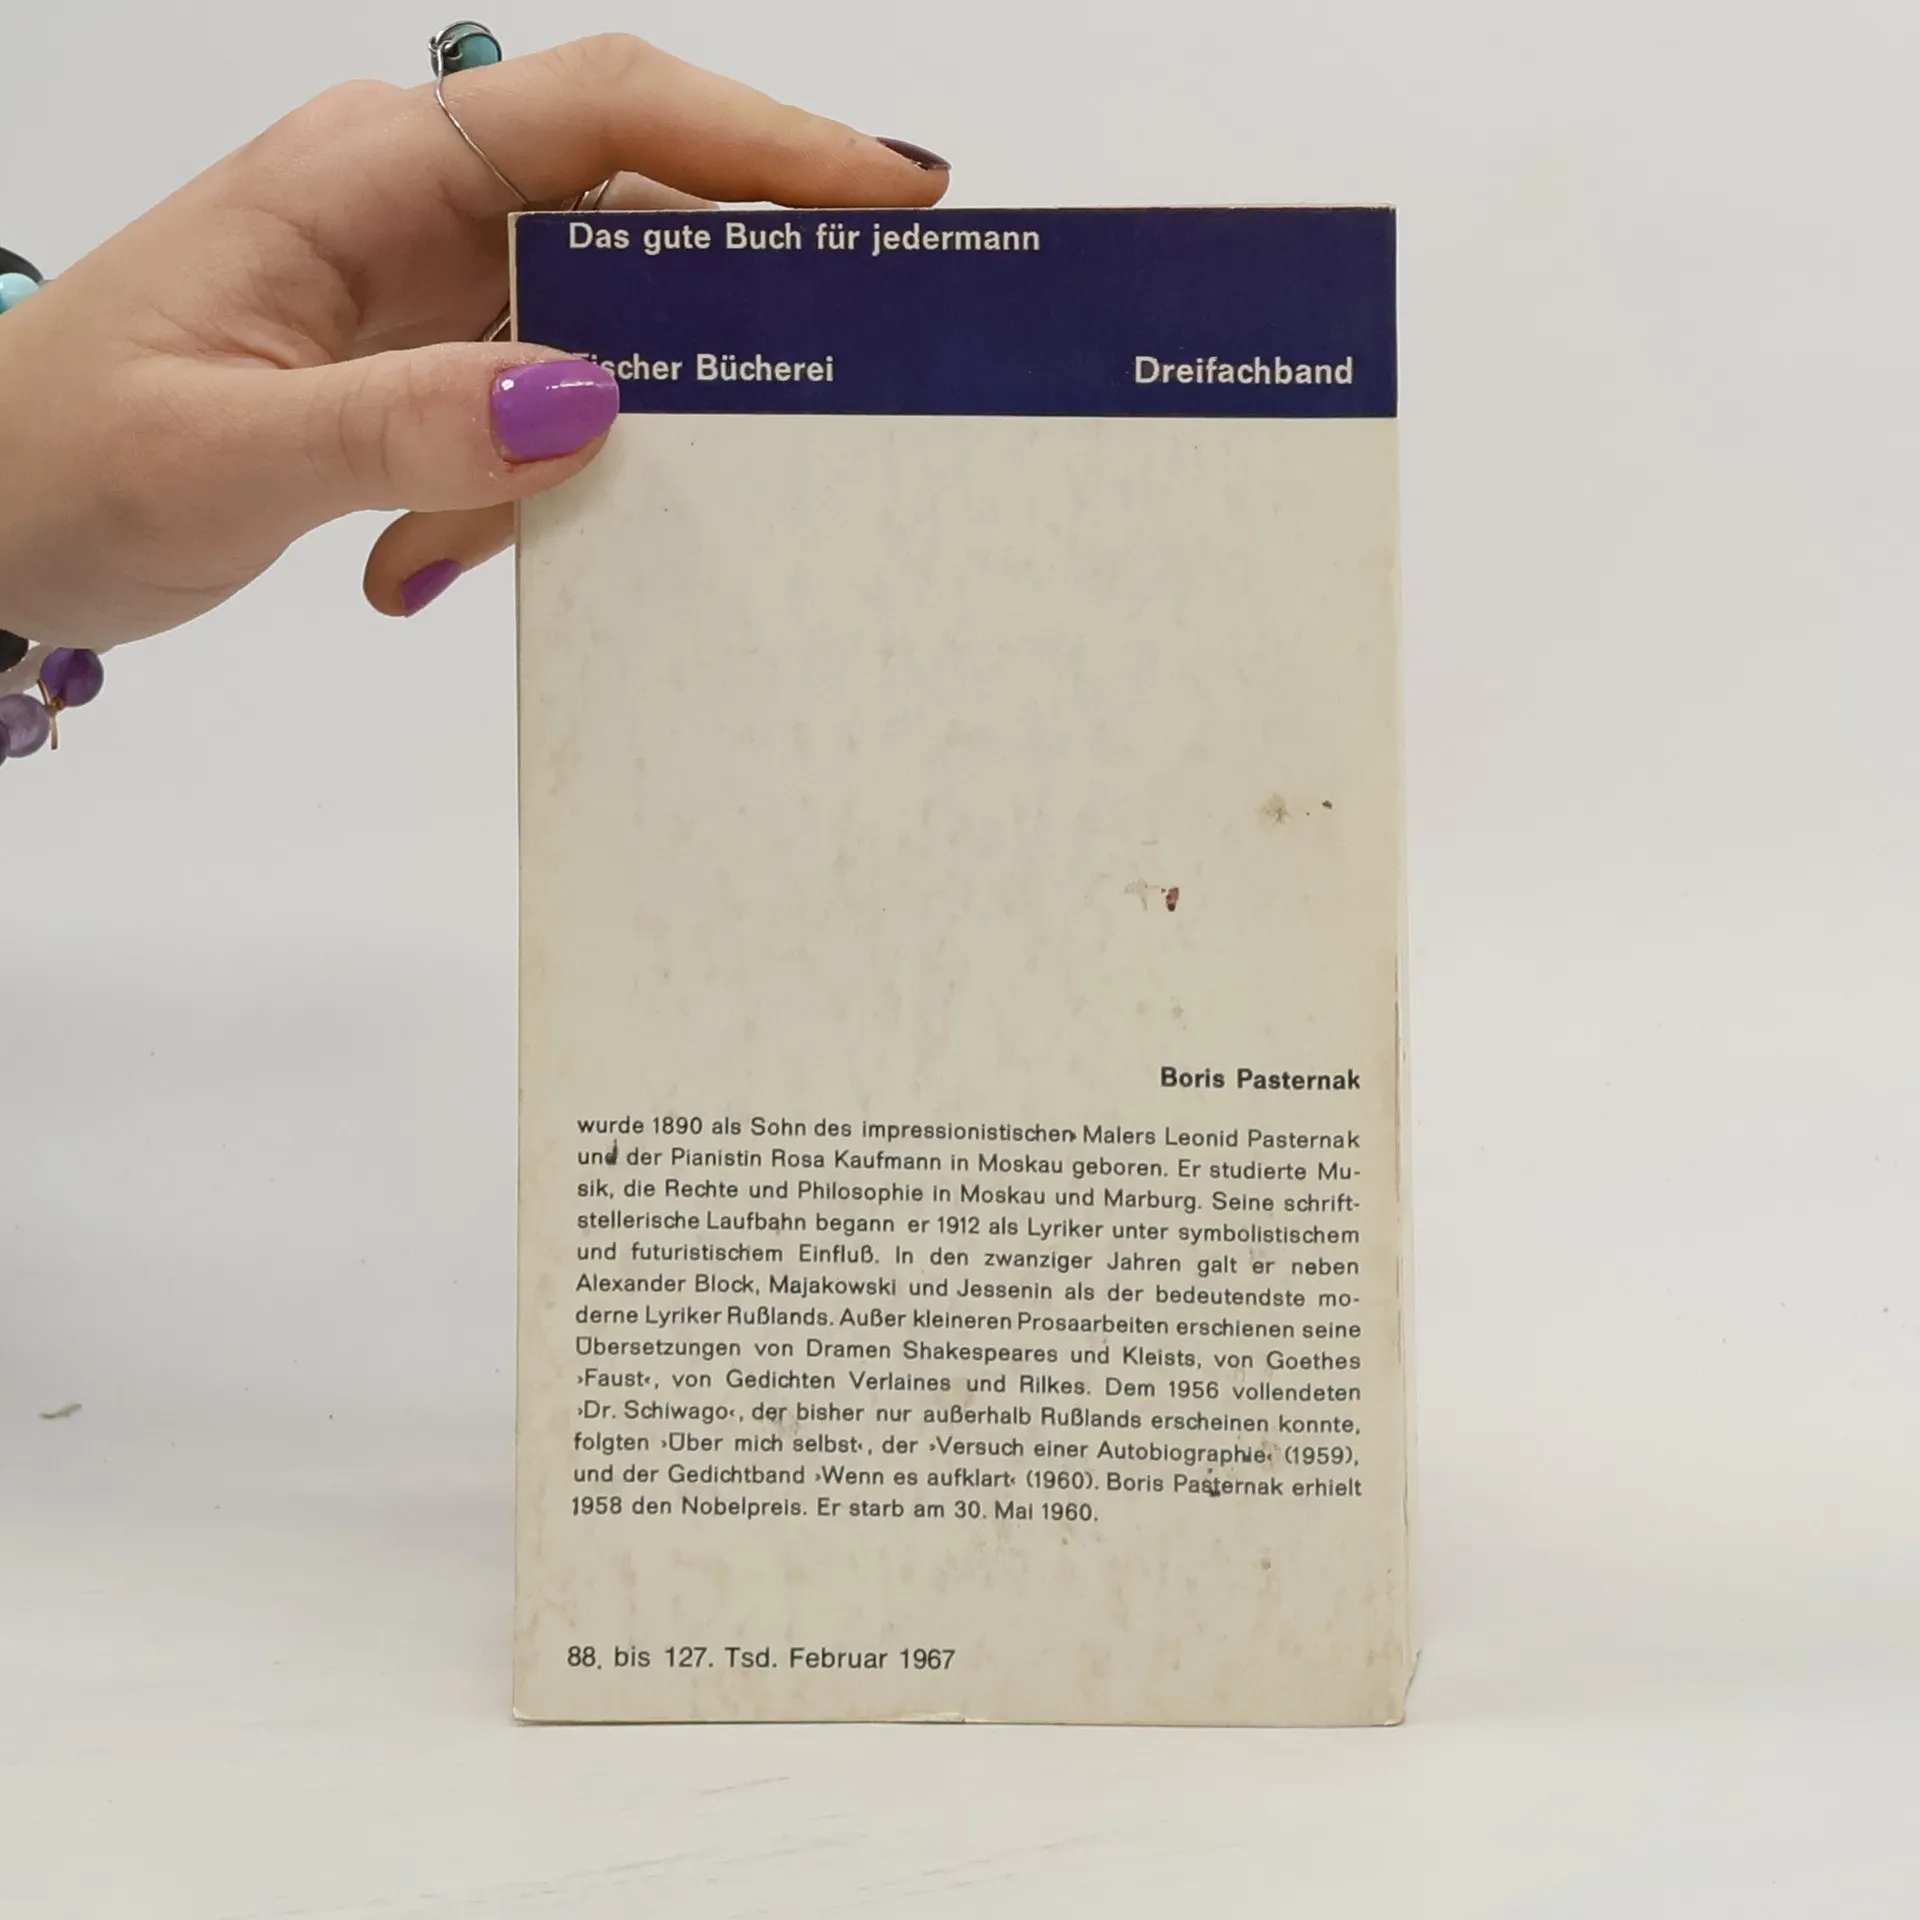 Das gute Buch für jedermann
Fischer Bücherei Dreifachband
Boris Pasternak
wurde 1890 als Sohn des impressionistischen Malers Leonid Pasternak
und der Pianistin Rosa Kaufmann in Moskau geboren. Er studierte Mu-
sik, die Rechte und Philosophie in Moskau und Marburg. Seine schrift-
stellerische Laufbahn begann er 1912 als Lyriker unter symbolistischem
und futuristischem Einfluß. In den zwanziger Jahren galt er neben
Alexander Block, Majakowski und Jessenin als der bedeutendste mo-
derne Lyriker Rußlands. Außer kleineren Prosaarbeiten erschienen seine
Übersetzungen von Dramen Shakespeares und Kleists, von Goethes
›Faust‹, von Gedichten Verlaines und Rilkes. Dem 1956 vollendeten
›Dr. Schiwago‹, der bisher nur außerhalb Rußlands erscheinen konnte,
folgten ›Über mich selbst‹, der ›Versuch einer Autobiographie‹ (1959),
und der Gedichtband ›Wenn es aufklart‹ (1960). Boris Pasternak erhielt
1958 den Nobelpreis. Er starb am 30. Mai 1960.
88. bis 127. Tsd. Februar 1967